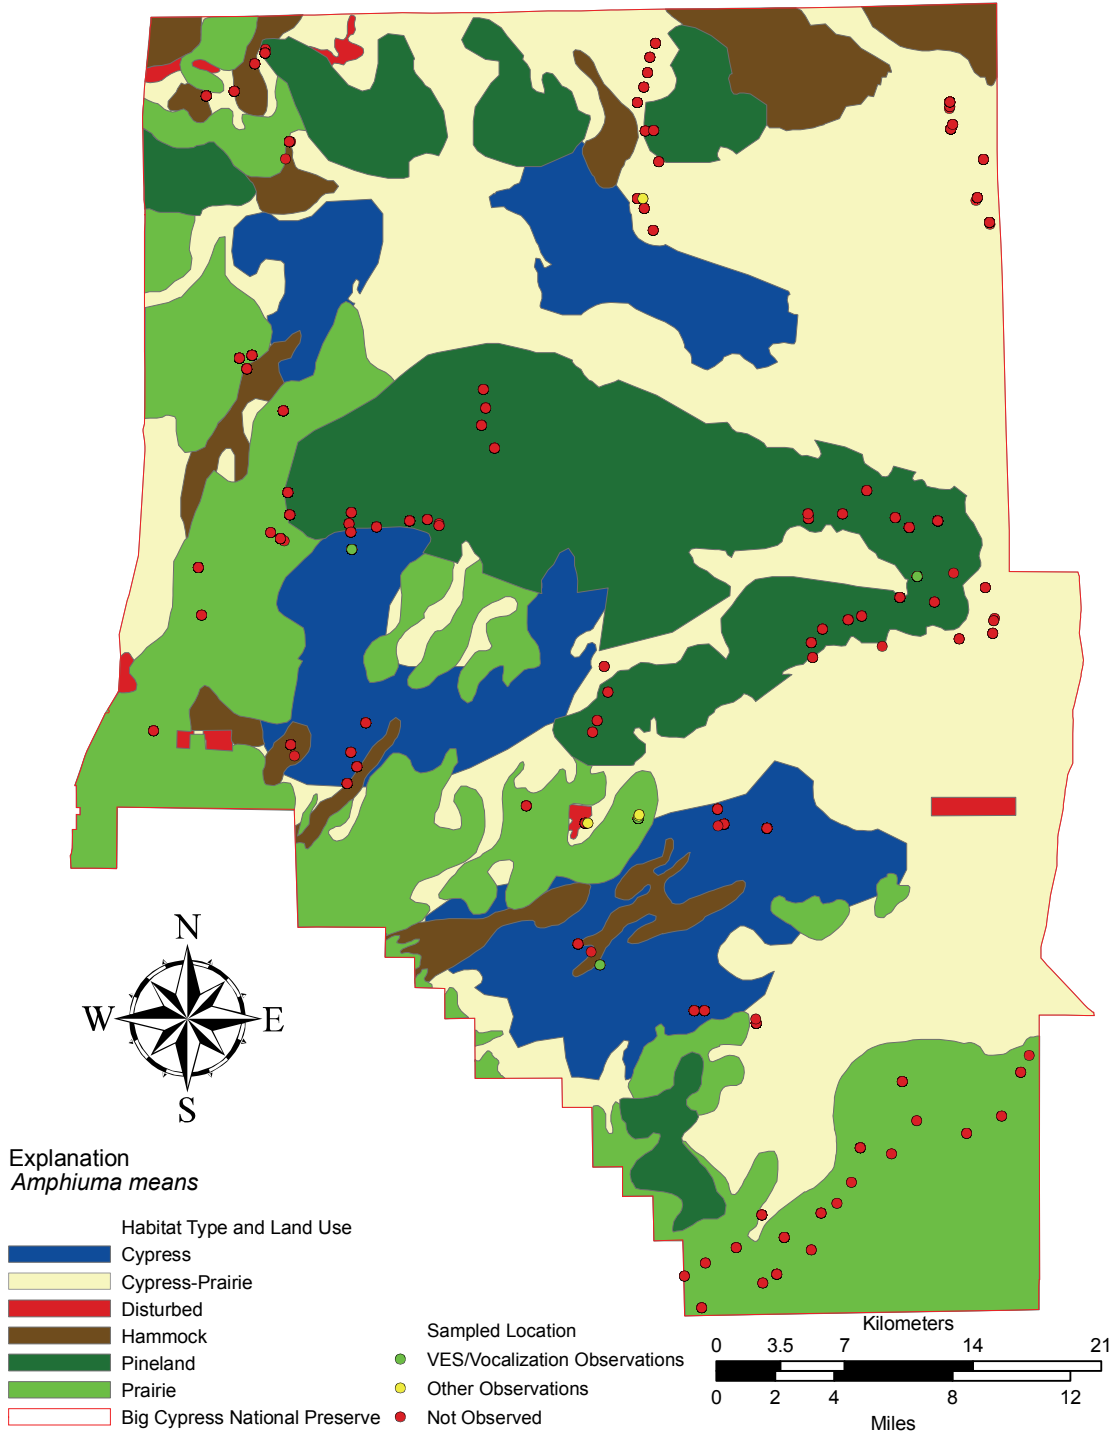 N
W
E
S
Explanation
Amphiuma means
Habitat Type and Land Use
Cypress
Cypress-Prairie
Disturbed
Hammock
Pineland
Prairie
Big Cypress National Preserve
Sampled Location
VES/Vocalization Observations
Other Observations
Not Observed
Kilometers
0 3.5 7 14 21
0 2 4 8 12
Miles